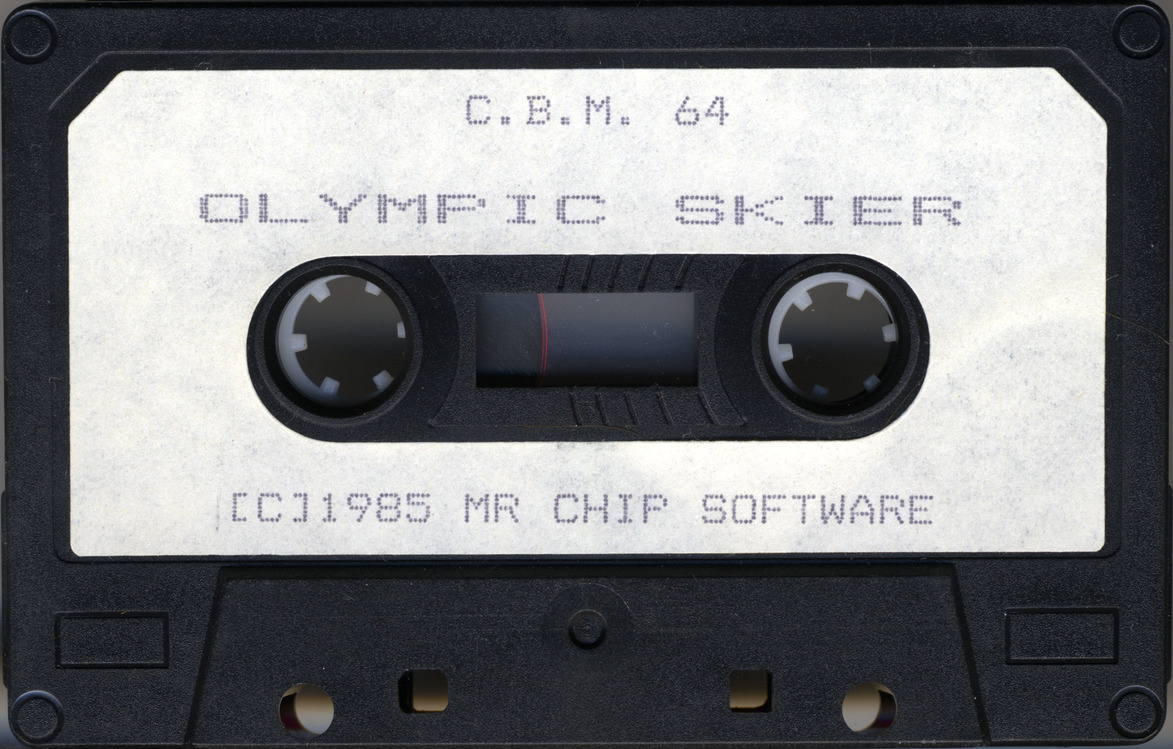 C.B.M. 64
OLYMPIC SKIER
[C]1985 MR CHIP SOFTWARE